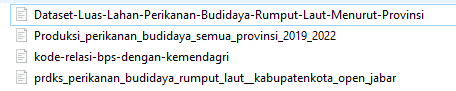 Dataset-Luas-Lahan-Perikanan-Budidaya-Rumput-Laut-Menurut-Provinsi
Produksi_perikanan_budidaya_semua_provinsi_2019_2022
kode-relasi-bps-dengan-kemendagri
prdks_perikanan_budidaya_rumput_laut__kabupatenkota_open_jabar